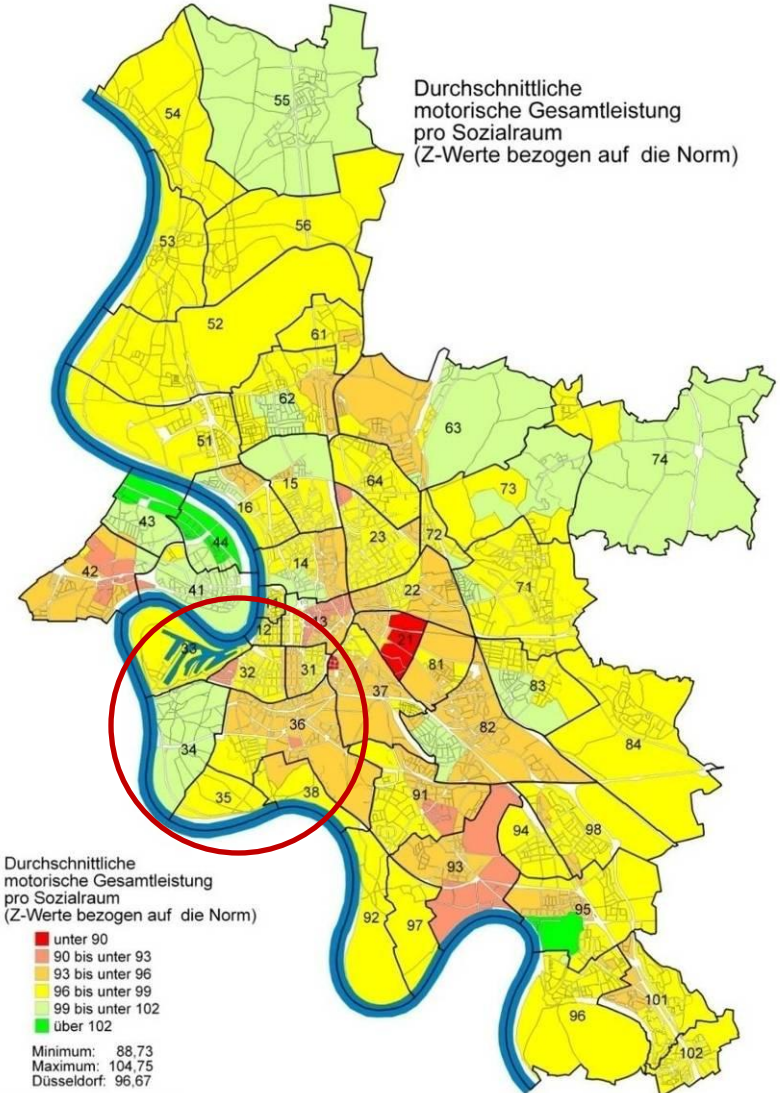 Durchschnittliche
motorische Gesamtleistung
pro Sozialraum
(Z-Werte bezogen auf die Norm)
54
55
53
56
52
61
62
51
63
74
15
64
73
16
43
44
23
72
14
22
42
41
71
12
13
21
33
32
31
81
83
37
36
82
34
84
35
38
91
94
98
93
92
97
95
96
101
102
Durchschnittliche
motorische Gesamtleistung
pro Sozialraum
(Z-Werte bezogen auf die Norm)
unter 90
90 bis unter 93
93 bis unter 96
96 bis unter 99
99 bis unter 102
über 102
Minimum: 88,73
Maximum: 104,75
Düsseldorf: 96,67